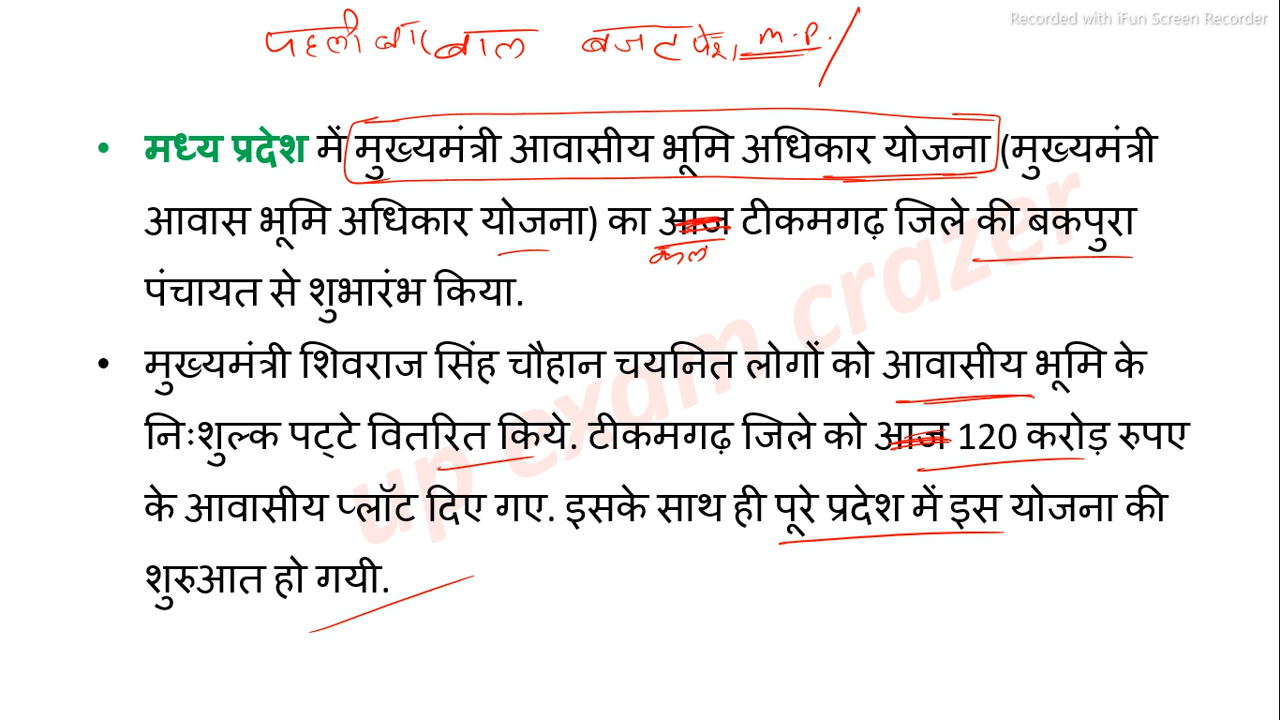 Recorded with iFun Screen Recorder
पहली बार बाल बजट पेश M.P.
• मध्य प्रदेश में मुख्यमंत्री आवासीय भूमि अधिकार योजना (मुख्यमंत्री
आवास भूमि अधिकार योजना) का आज टीकमगढ़ जिले की बकपुरा
कल
पंचायत से शुभारंभ किया.
• मुख्यमंत्री शिवराज सिंह चौहान चयनित लोगों को आवासीय भूमि के
निःशुल्क पट्टे वितरित किये. टीकमगढ़ जिले को आज 120 करोड़ रुपए
के आवासीय प्लॉट दिए गए. इसके साथ ही पूरे प्रदेश में इस योजना की
शुरुआत हो गयी.
up exam crazer